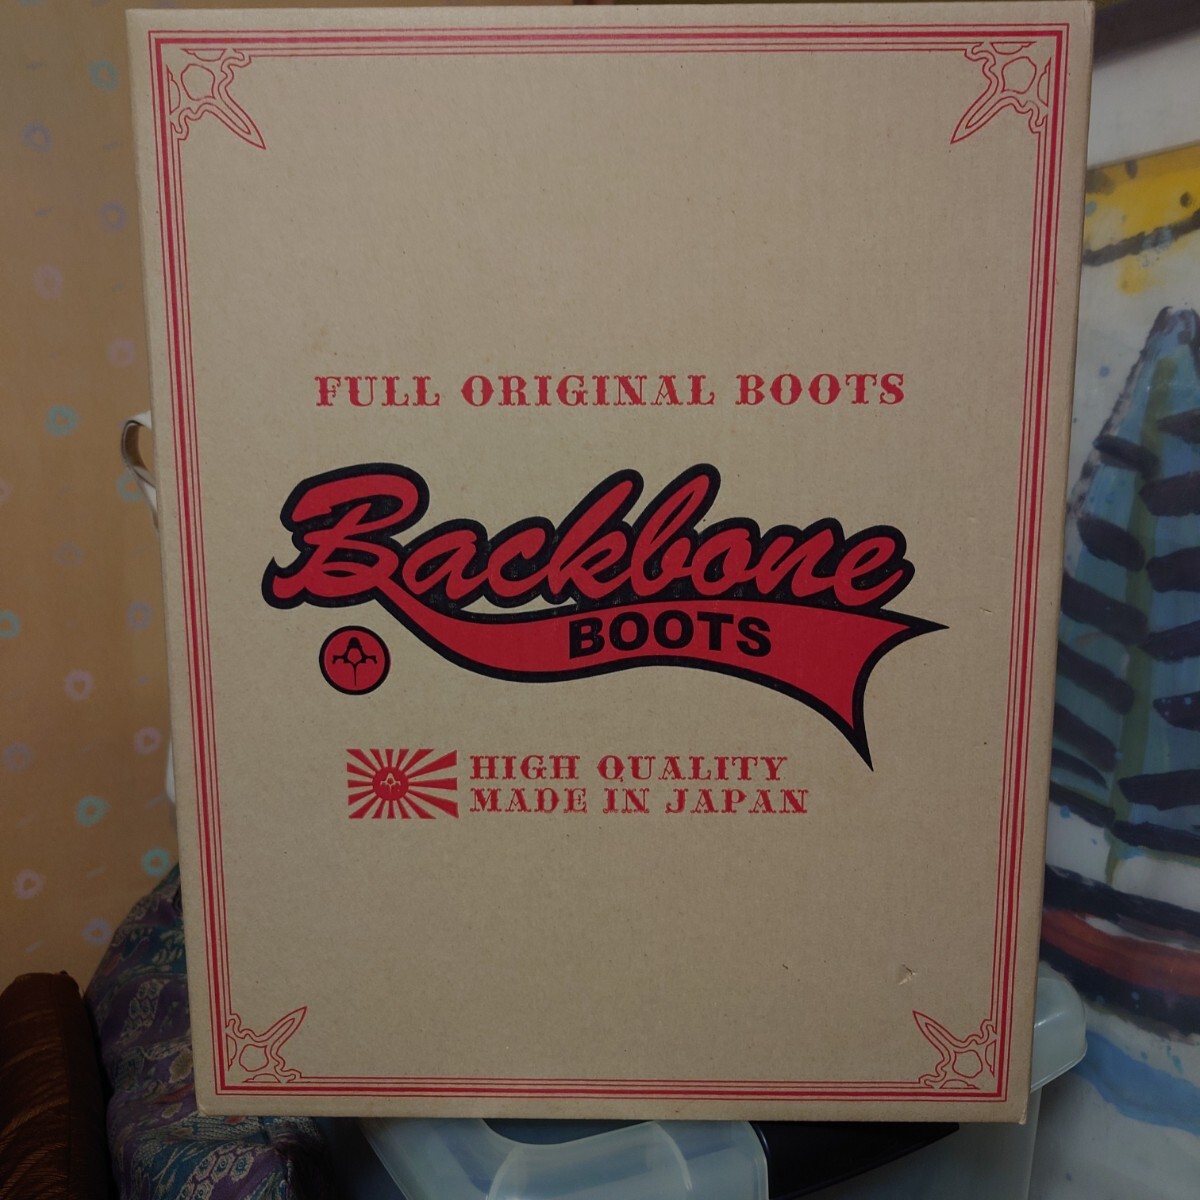 FULL ORIGINAL BOOTS
Backbone
BOOTS
HIGH QUALITY
MADE IN JAPAN